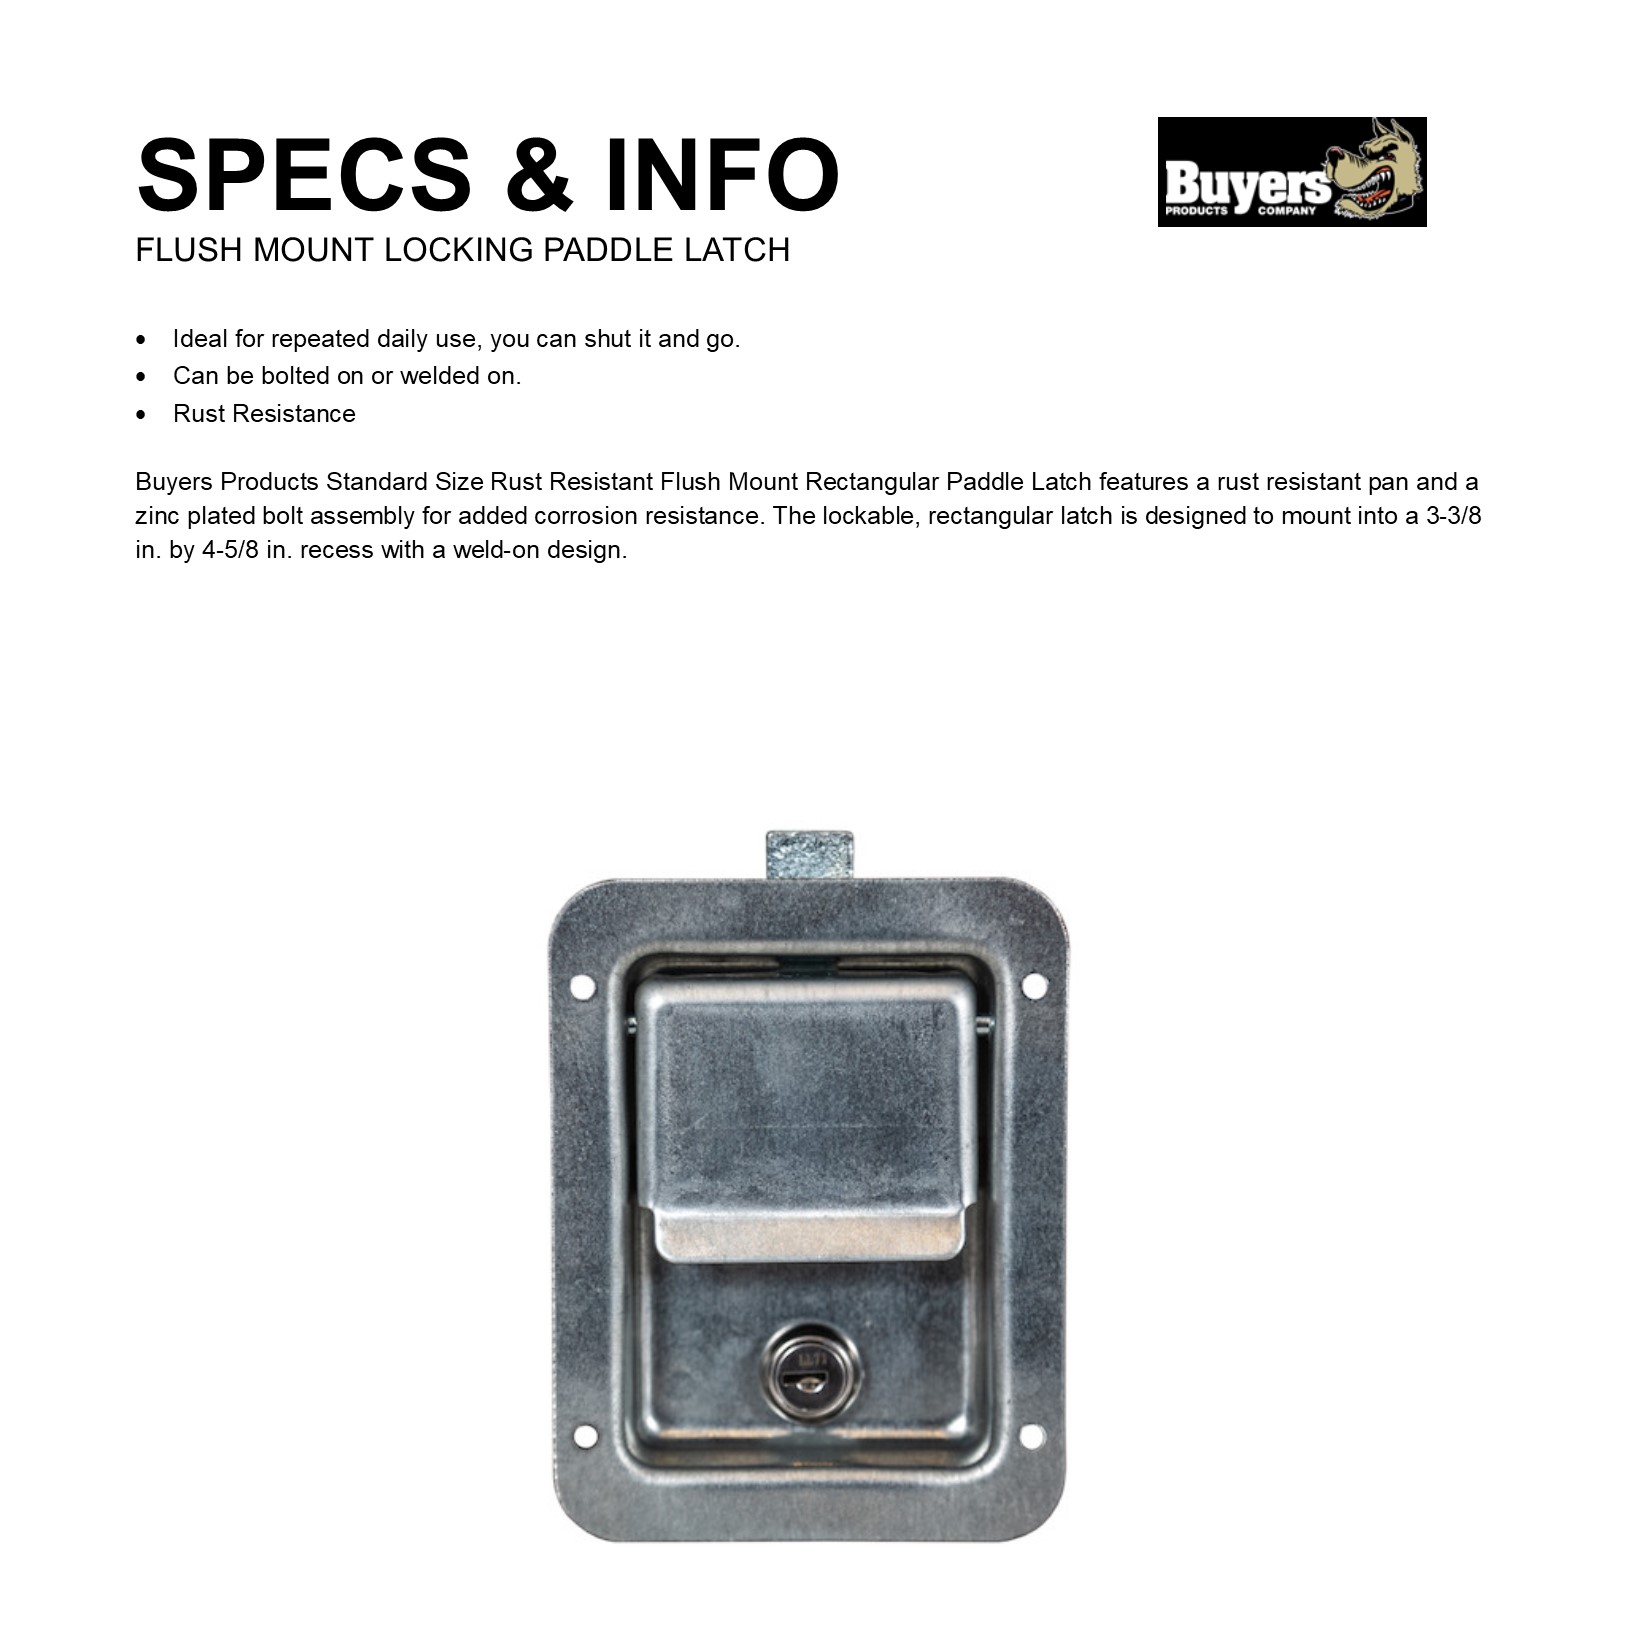 SPECS & INFO
Buyers
PRODUCTS COMPANY
FLUSH MOUNT LOCKING PADDLE LATCH
• Ideal for repeated daily use, you can shut it and go.
• Can be bolted on or welded on.
• Rust Resistance
Buyers Products Standard Size Rust Resistant Flush Mount Rectangular Paddle Latch features a rust resistant pan and a
zinc plated bolt assembly for added corrosion resistance. The lockable, rectangular latch is designed to mount into a 3-3/8
in. by 4-5/8 in. recess with a weld-on design.